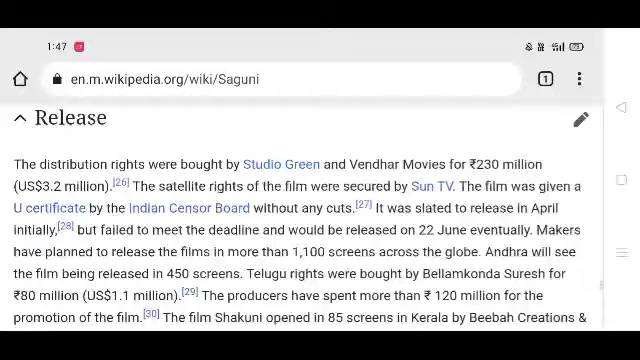 1:47
en.m.wikipedia.org/wiki/Saguni
1
Release
The distribution rights were bought by Studio Green and Vendhar Movies for ₹230 million
(US$3.2 million).[26] The satellite rights of the film were secured by Sun TV. The film was given a
U certificate by the Indian Censor Board without any cuts.[27] It was slated to release in April
initially,[28] but failed to meet the deadline and would be released on 22 June eventually. Makers
have planned to release the films in more than 1,100 screens across the globe. Andhra will see
the film being released in 450 screens. Telugu rights were bought by Bellamkonda Suresh for
₹80 million (US$1.1 million).[29] The producers have spent more than ₹ 120 million for the
promotion of the film.[30] The film Shakuni opened in 85 screens in Kerala by Beebah Creations &